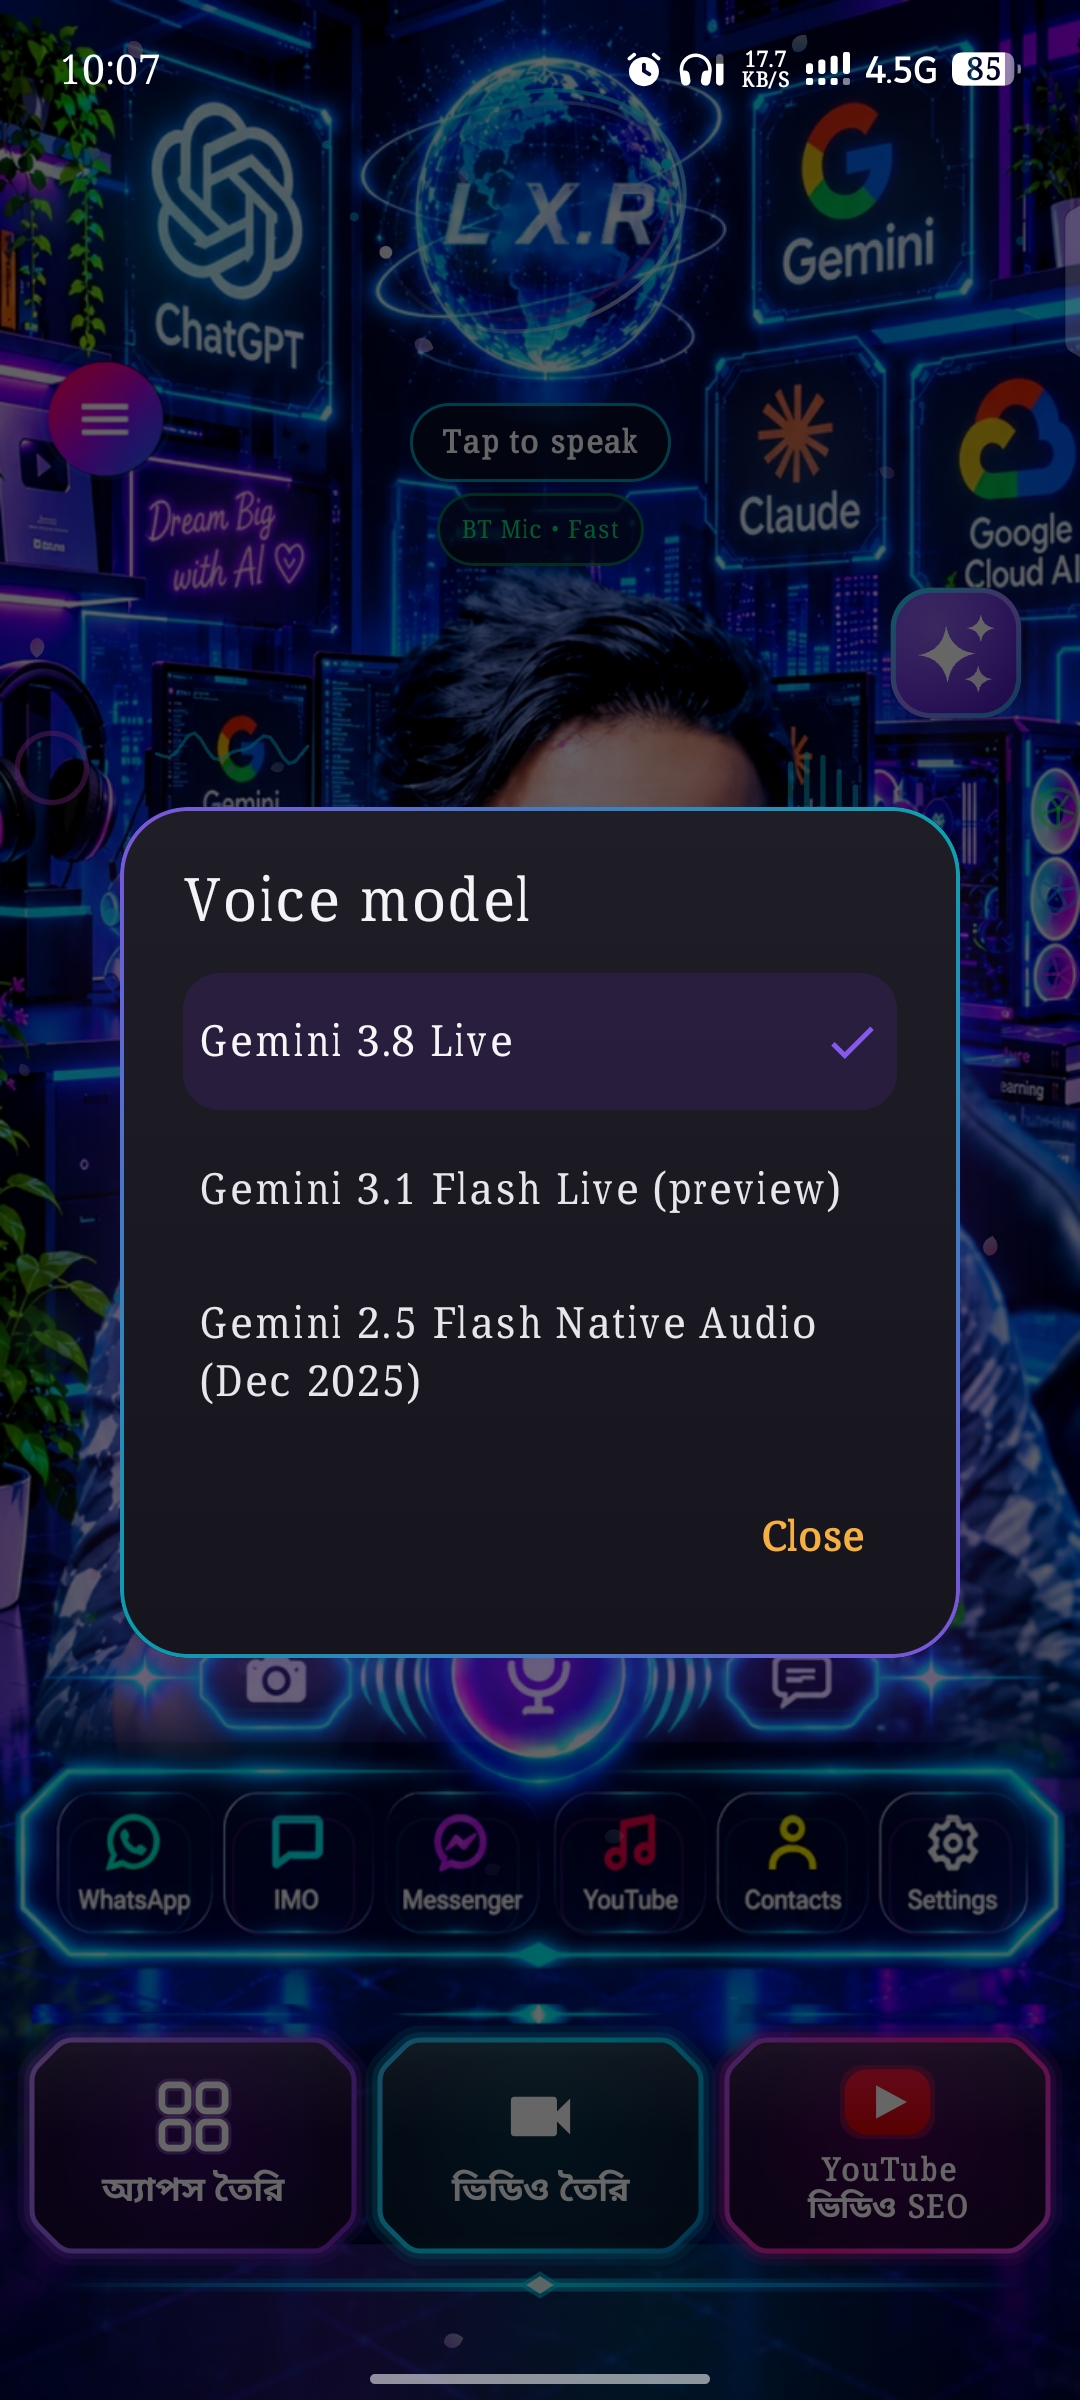 10:07
17.7
KB/S
4.5G
85
L X.R
ChatGPT
Gemini
Tap to speak
BT Mic • Fast
Claude
Google
Cloud AI
Dream Big
with AI
Gemini
Voice model
Gemini 3.8 Live
Gemini 3.1 Flash Live (preview)
Gemini 2.5 Flash Native Audio
(Dec 2025)
Close
WhatsApp
IMO
Messenger
YouTube
Contacts
Settings
অ্যাপস তৈরি
ভিডিও তৈরি
YouTube
ভিডিও SEO